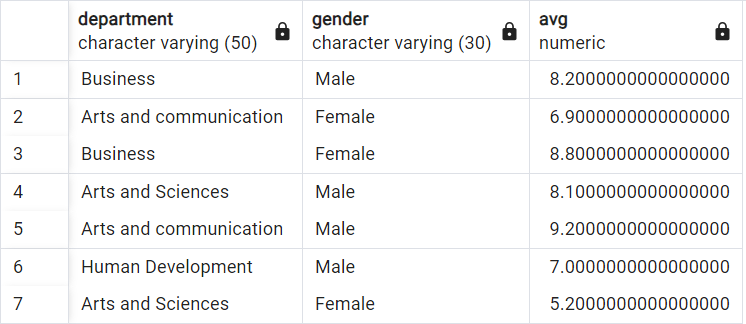 department gender avg
character varying (50) character varying (30) numeric
1 Business Male 8.2000000000000000
2 Arts and communication Female 6.9000000000000000
3 Business Female 8.8000000000000000
4 Arts and Sciences Male 8.1000000000000000
5 Arts and communication Male 9.2000000000000000
6 Human Development Male 7.0000000000000000
7 Arts and Sciences Female 5.2000000000000000